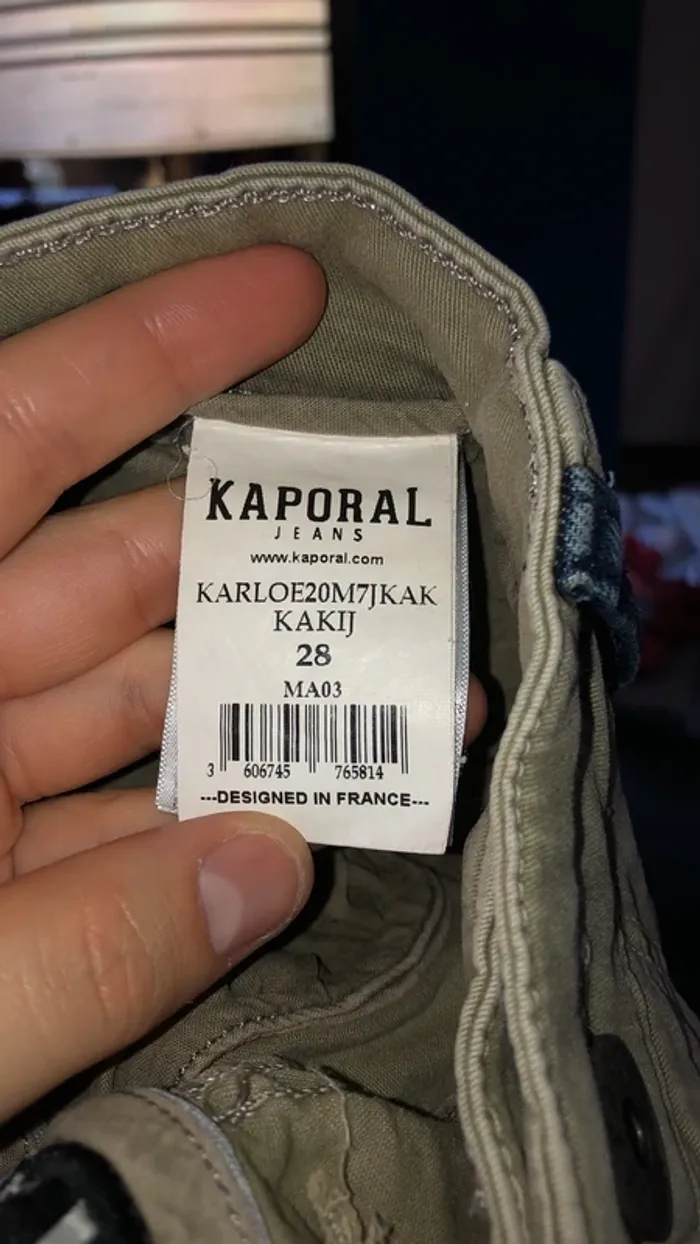 KAPORAL
JEANS
www.kaporal.com
KARLOE20M7JKAK
KAKIJ
28
MA03
3 606745 765814
---DESIGNED IN FRANCE---